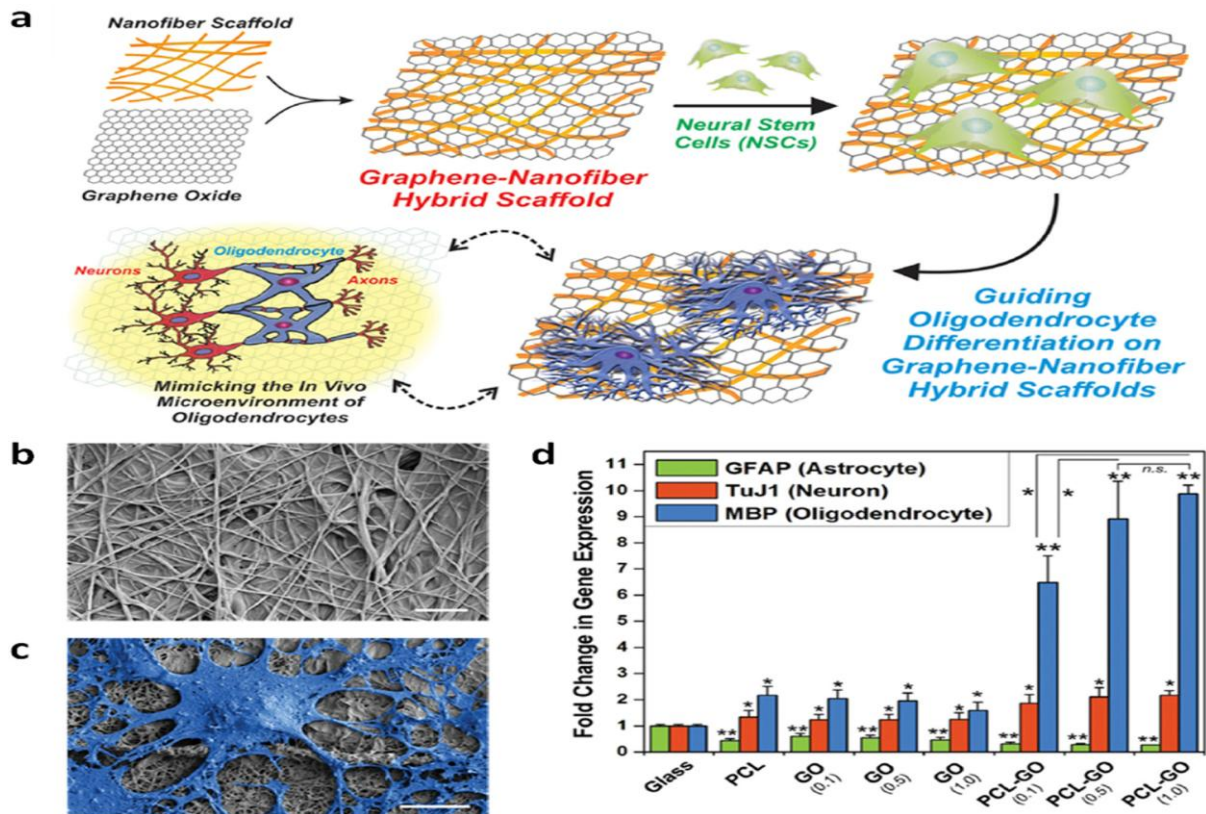 a
Nanofiber Scaffold
Graphene Oxide
Graphene-Nanofiber
Hybrid Scaffold
Neural Stem
Cells (NSCs)
Neurons
Oligodendrocyte
Axons
Mimicking the In Vivo
Microenvironment of
Oligodendrocytes
Guiding
Oligodendrocyte
Differentiation on
Graphene-Nanofiber
Hybrid Scaffolds
b
c
d
Fold Change in Gene Expression
11
10
9
8
7
6
5
4
3
2
1
0
GFAP (Astrocyte)
TuJ1 (Neuron)
MBP (Oligodendrocyte)
n.s.
* *
** **
**
* * * * * * *
* * * *
** ** ** ** ** ** **
Glass
PCL
GO
(0.1)
GO
(0.5)
GO
(1.0)
PCL-GO
(0.1)
PCL-GO
(0.5)
PCL-GO
(1.0)